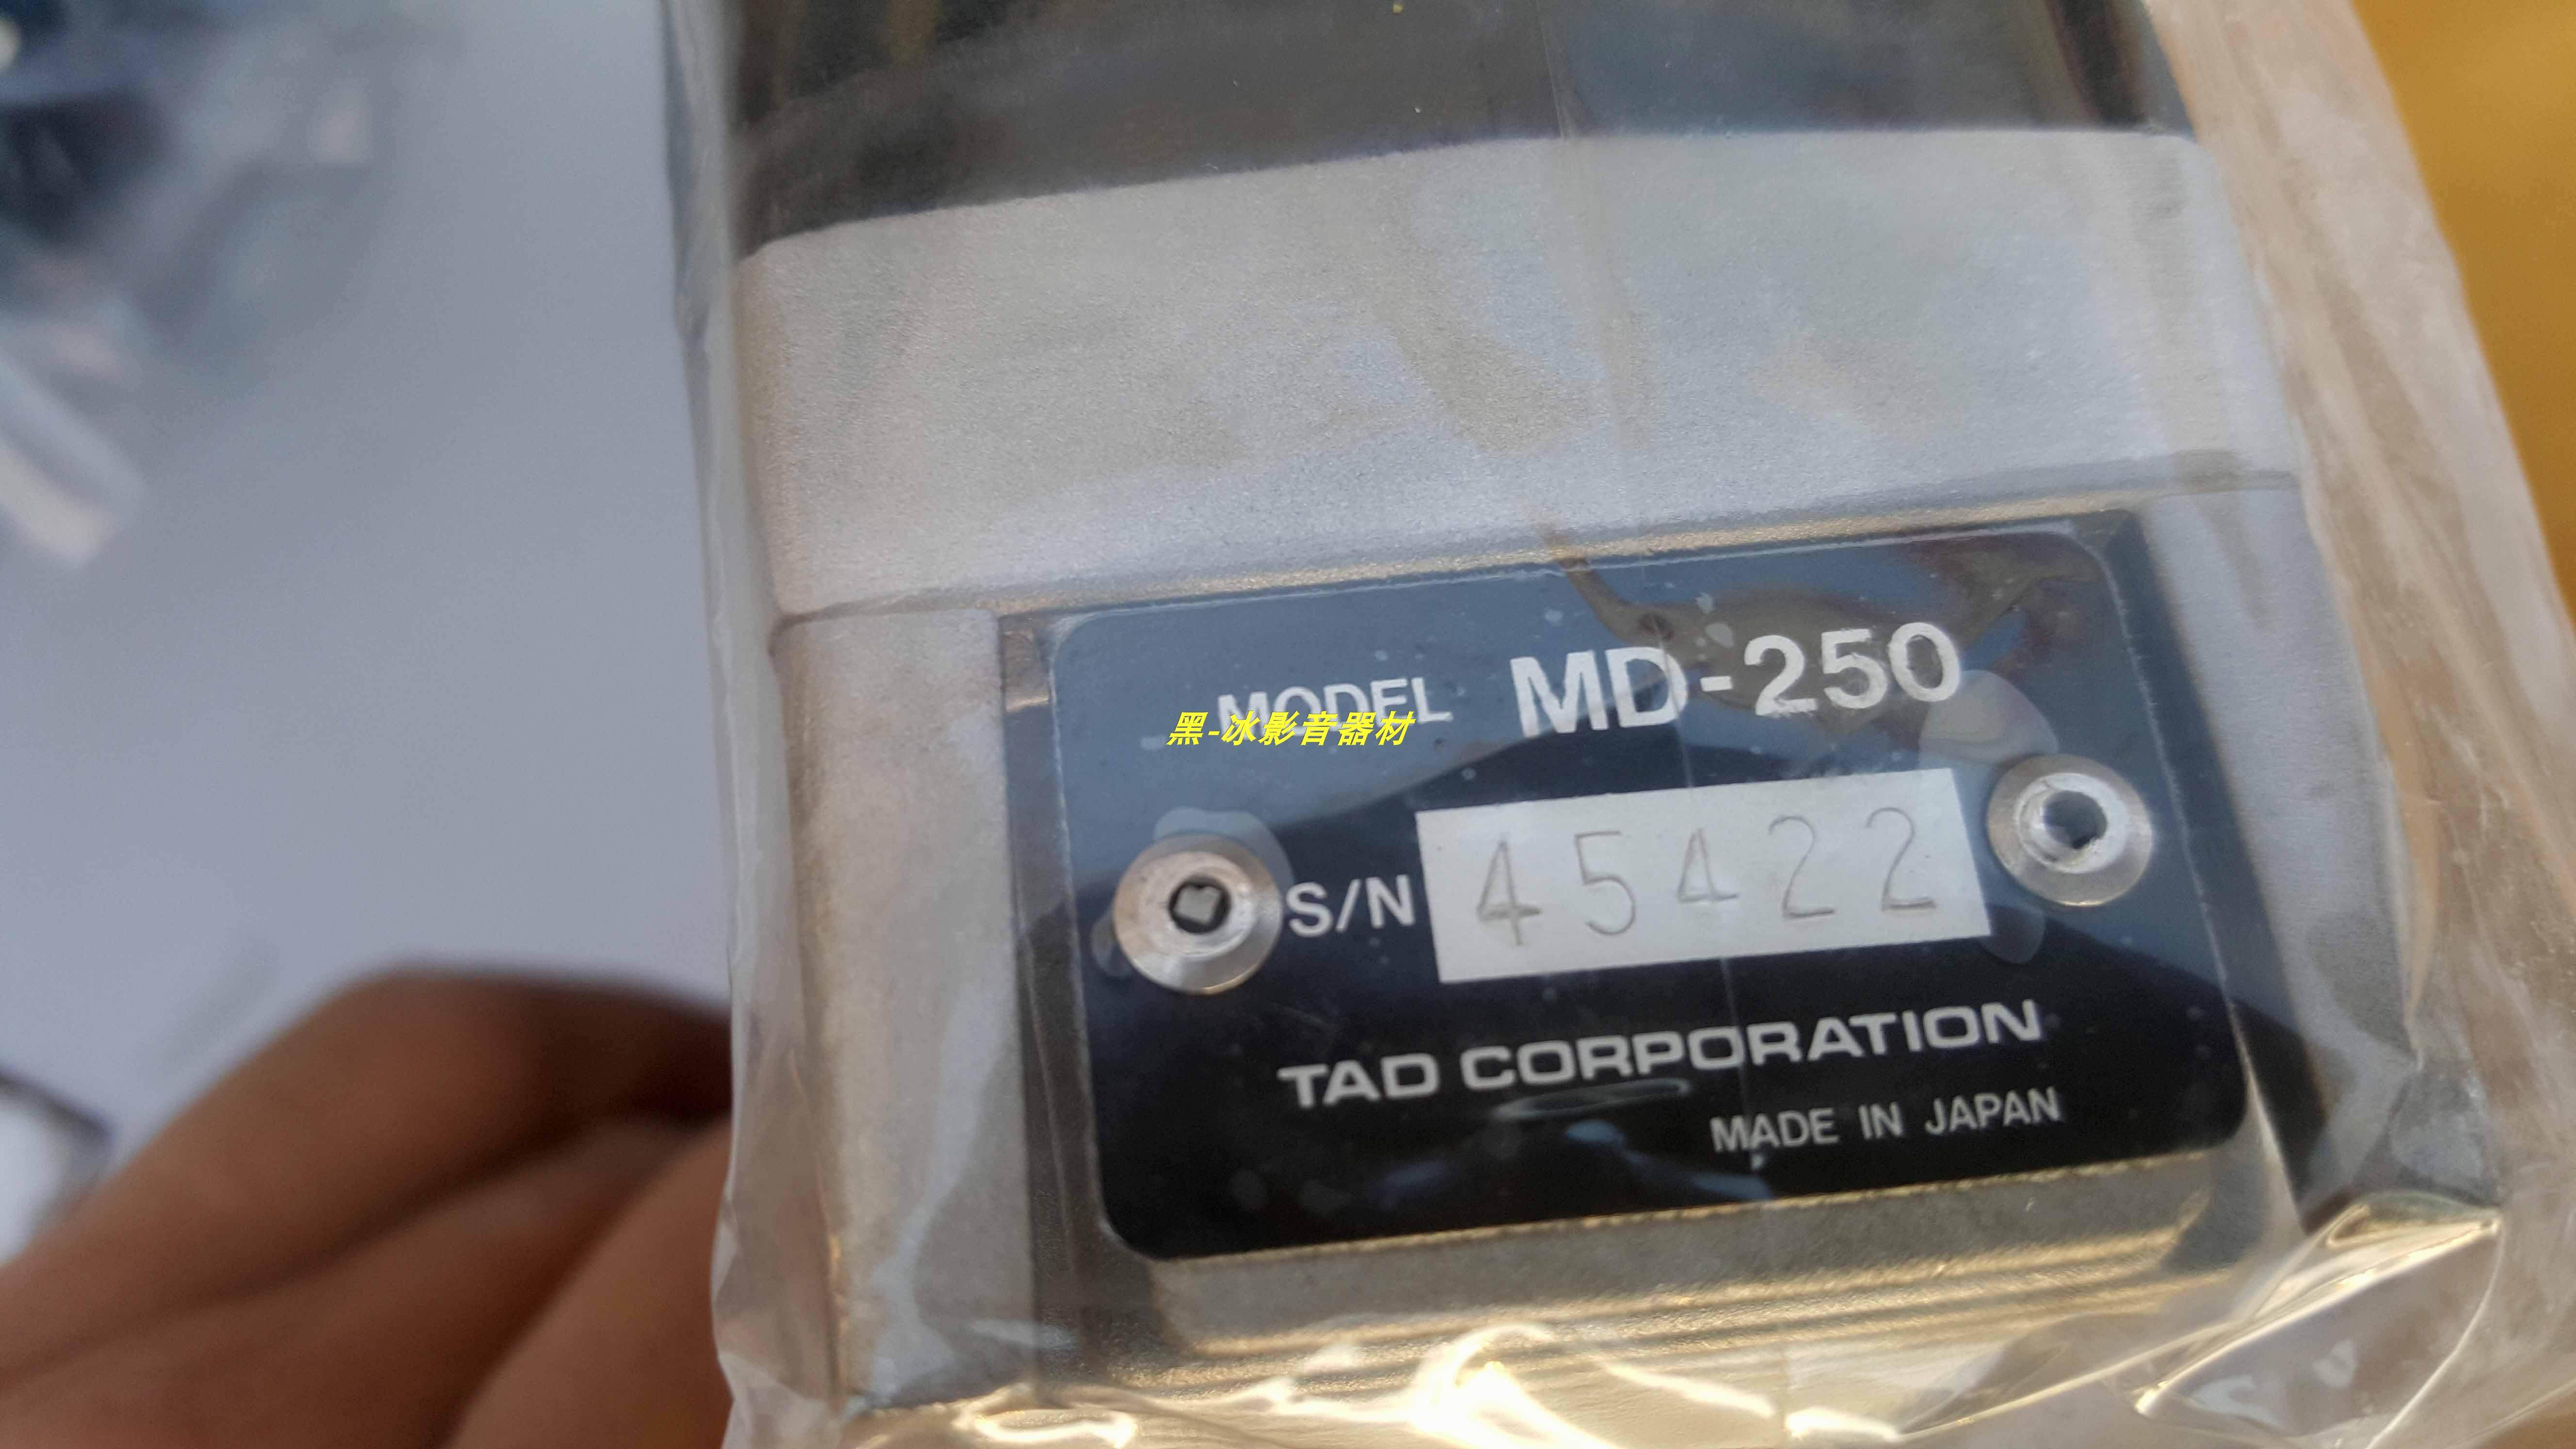 MODEL MD-250
黑-冰影音器材
S/N 45422
TAD CORPORATION
MADE IN JAPAN